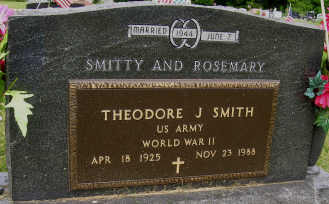 MARRIED 1944 JUNE 7
SMITTY AND ROSEMARY
THEODORE J SMITH
US ARMY
WORLD WAR II
APR 18 1925 NOV 23 1988